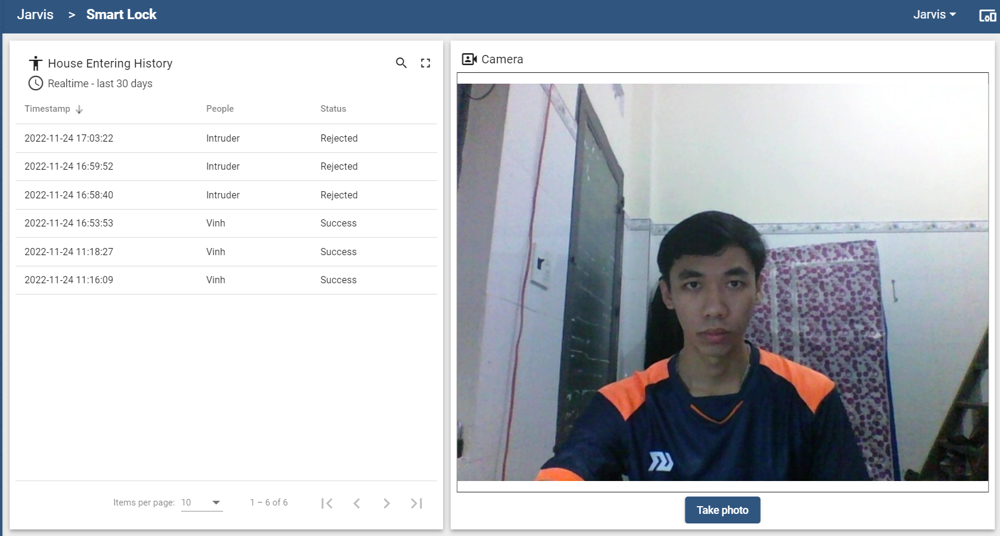 Jarvis > Smart Lock
Jarvis
House Entering History
Realtime - last 30 days
Timestamp People Status
2022-11-24 17:03:22 Intruder Rejected
2022-11-24 16:59:52 Intruder Rejected
2022-11-24 16:58:40 Intruder Rejected
2022-11-24 16:53:53 Vinh Success
2022-11-24 11:18:27 Vinh Success
2022-11-24 11:16:09 Vinh Success
Items per page: 10 1 – 6 of 6
Camera
Take photo